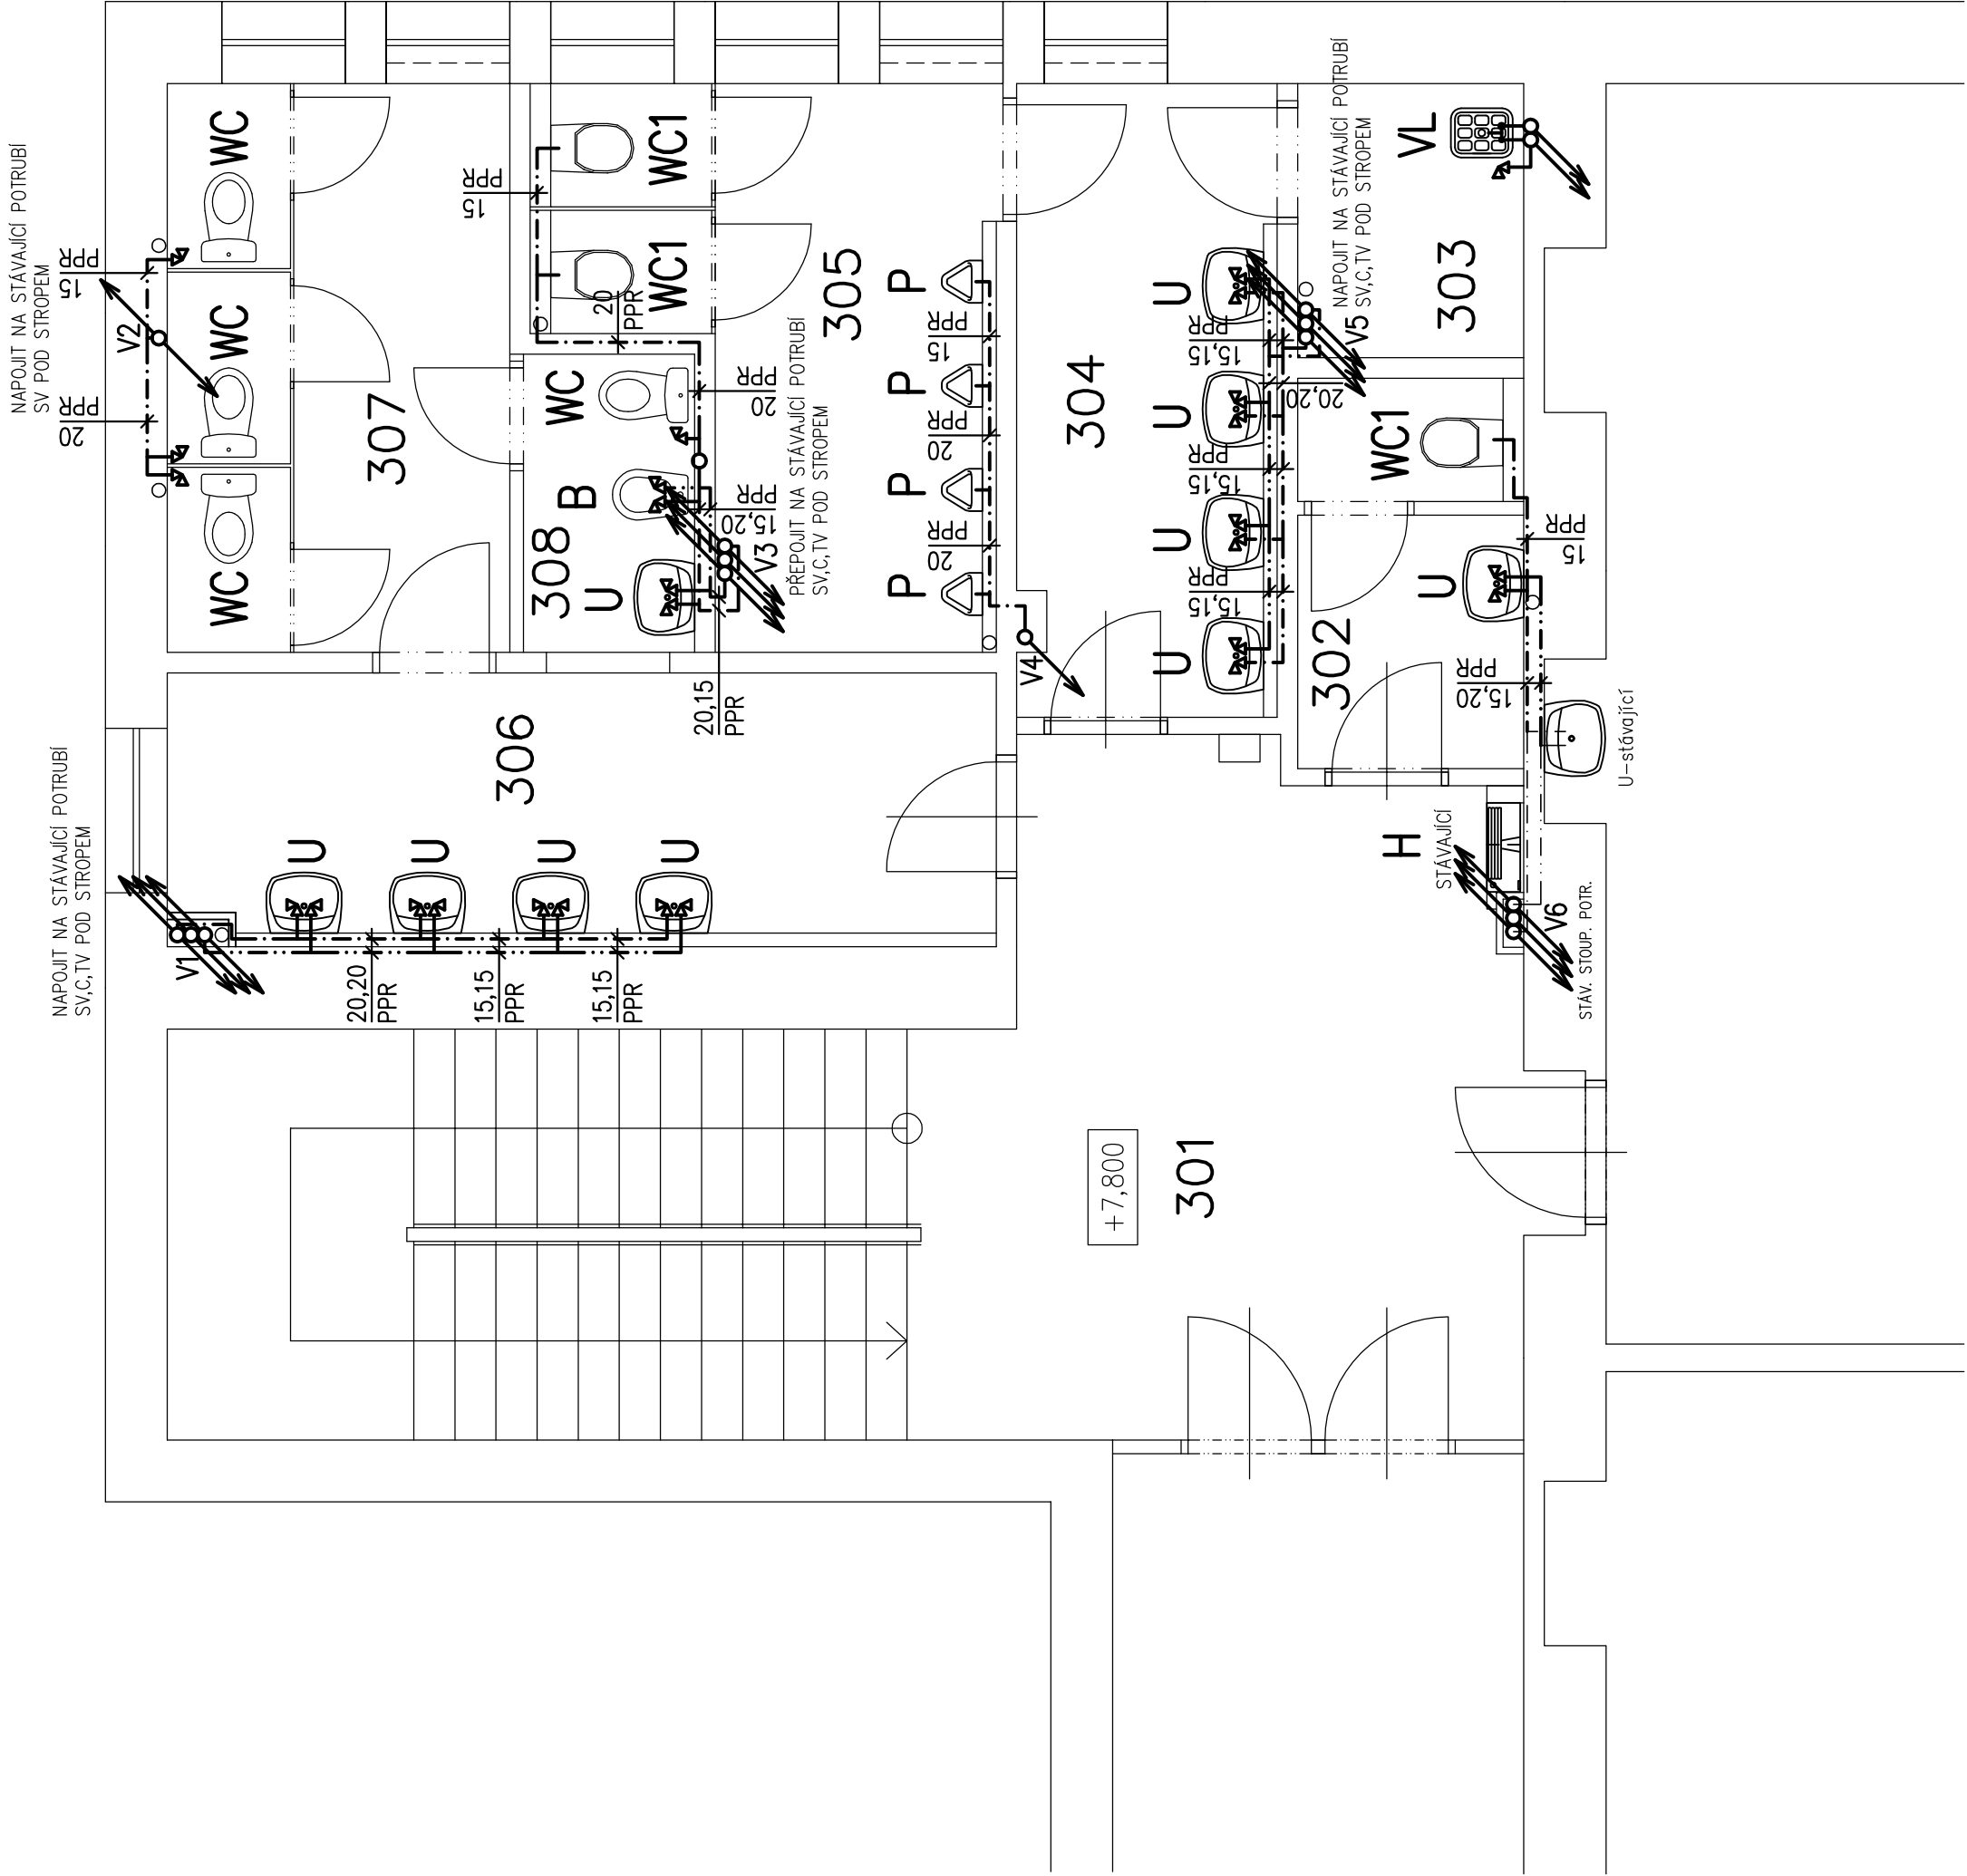 NAPOJIT NA STÁVAJÍCÍ POTRUBÍ
SV POD STROPEM
PPR
15
V2
PPR
20
WC
WC
WC
307
PPR
15
WC1
WC1
20
PPR
WC
PPR
20
B
308
U
PPR
15,20
V3
PŘEPOJIT NA STÁVAJÍCÍ POTRUBÍ
SV,C,TV POD STROPEM
20,15
PPR
305
P
P
P
P
PPR
15
PPR
20
PPR
20
V4
304
U
U
U
U
PPR
15,15
PPR
15,15
PPR
15,15
20,20
PPR
V5
NAPOJIT NA STÁVAJÍCÍ POTRUBÍ
SV,C,TV POD STROPEM
303
VL
WC1
302
U
PPR
15
PPR
15,20
U-stávající
NAPOJIT NA STÁVAJÍCÍ POTRUBÍ
SV,C,TV POD STROPEM
V1
306
U
U
U
U
20,20
PPR
15,15
PPR
15,15
PPR
H
STÁVAJÍCÍ
V6
STÁV. STOUP. POTR.
+7,800
301